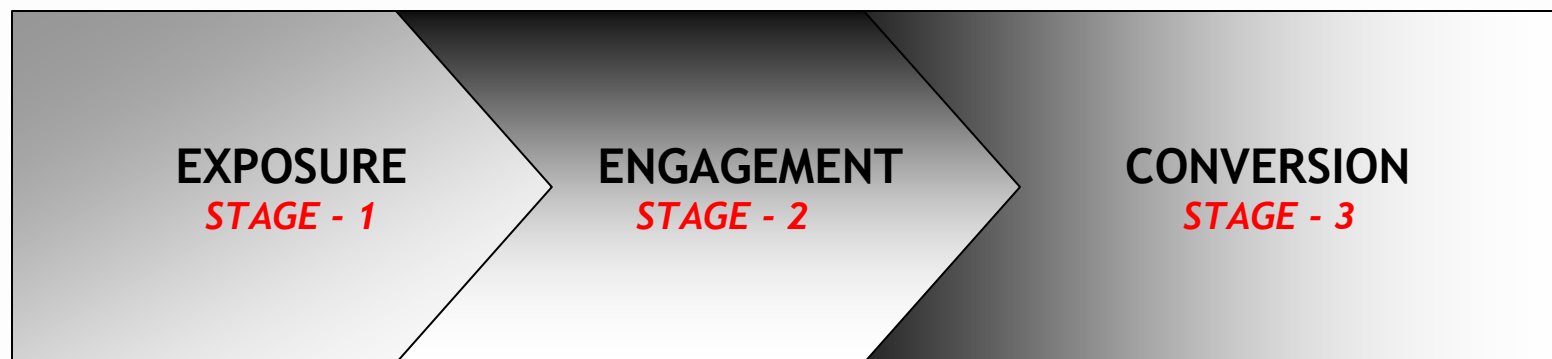 EXPOSURE
STAGE - 1
ENGAGEMENT
STAGE - 2
CONVERSION
STAGE - 3